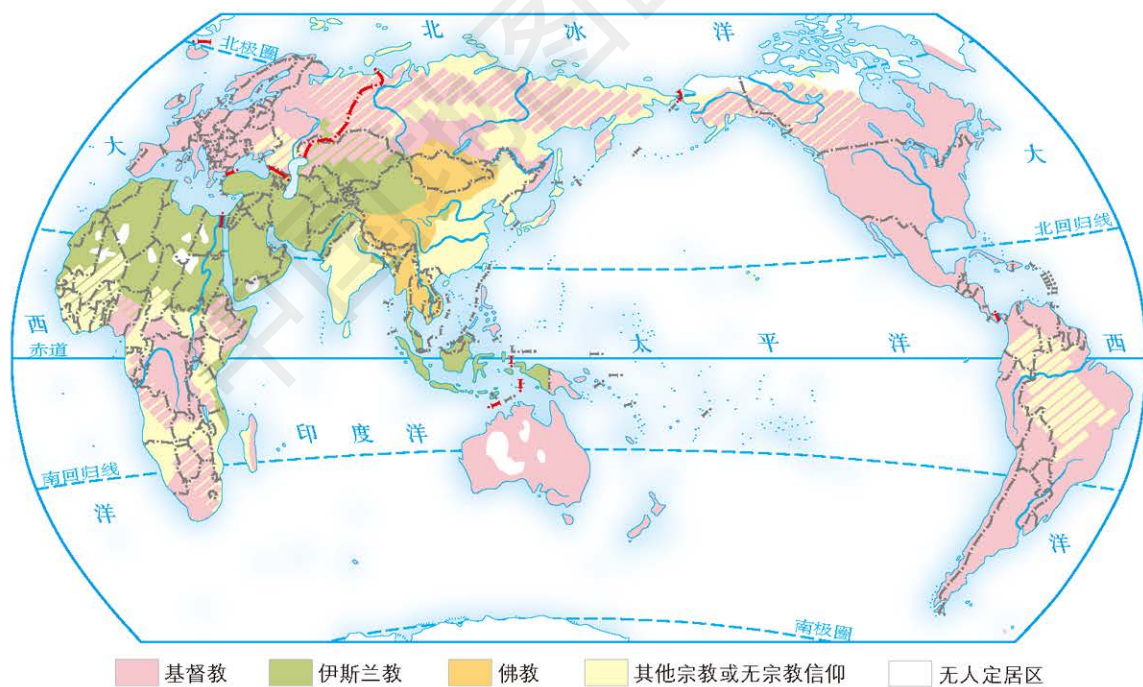 北 冰 洋
北极圈
大
大
北回归线
西
赤道
太 平 洋
西
印 度 洋
南回归线
洋
洋
南极圈
基督教
伊斯兰教
佛教
其他宗教或无宗教信仰
无人定居区